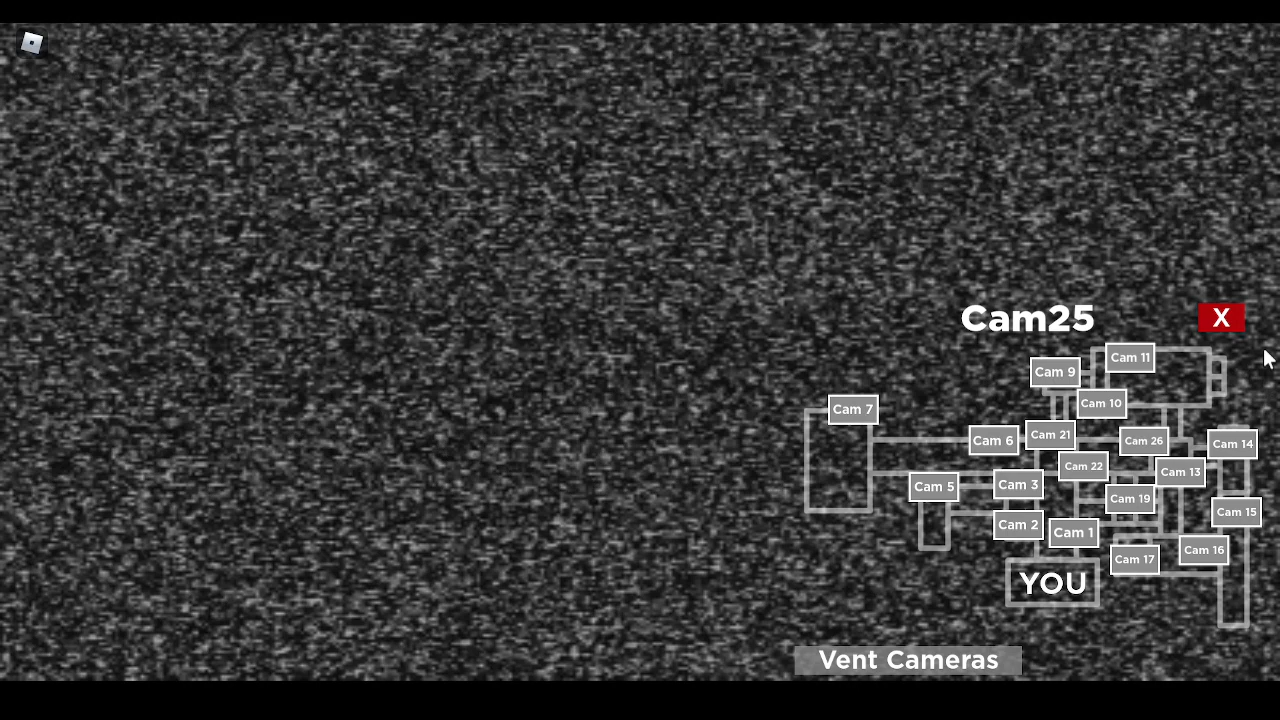 Cam25
X
Cam 11
Cam 9
Cam 10
Cam 7
Cam 21
Cam 6
Cam 26
Cam 14
Cam 22
Cam 13
Cam 5
Cam 3
Cam 19
Cam 15
Cam 2
Cam 1
Cam 16
Cam 17
YOU
Vent Cameras